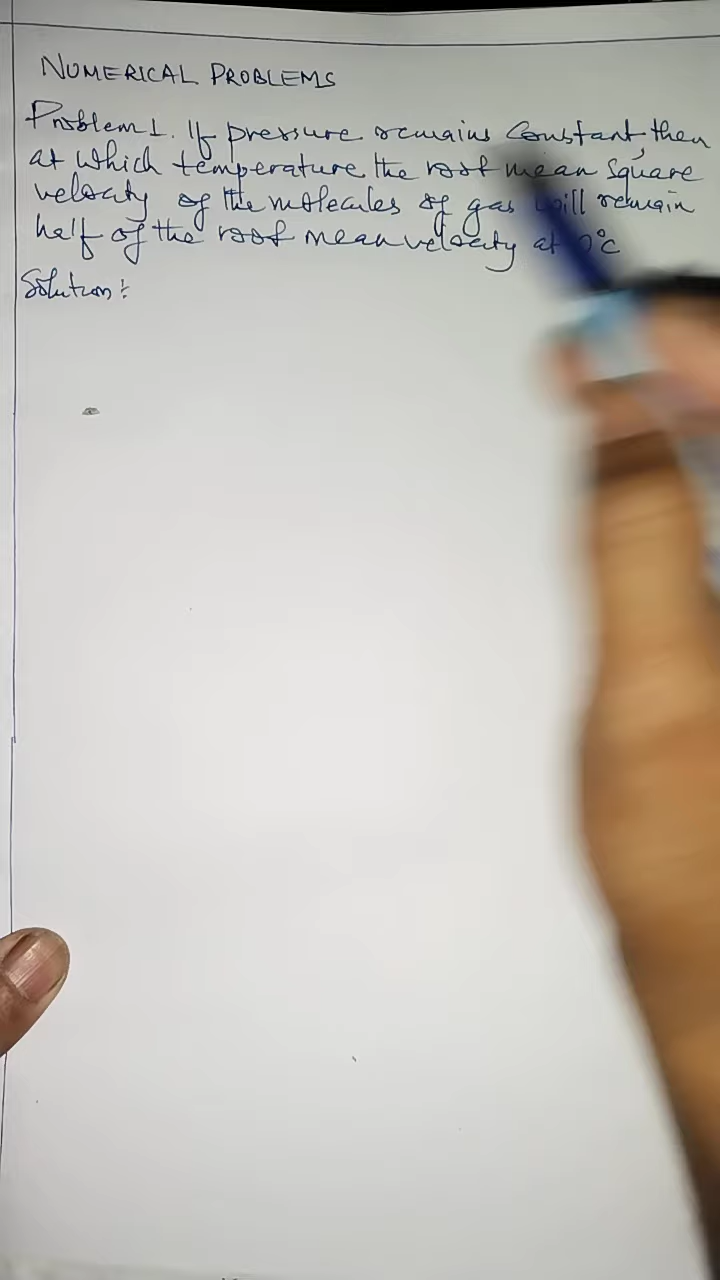 NUMERICAL PROBLEMS
Problem 1. If pressure remains constant, then
at which temperature the root mean square
velocity of the molecules of gas will remain
half of the root mean velocity at °C
Solution: